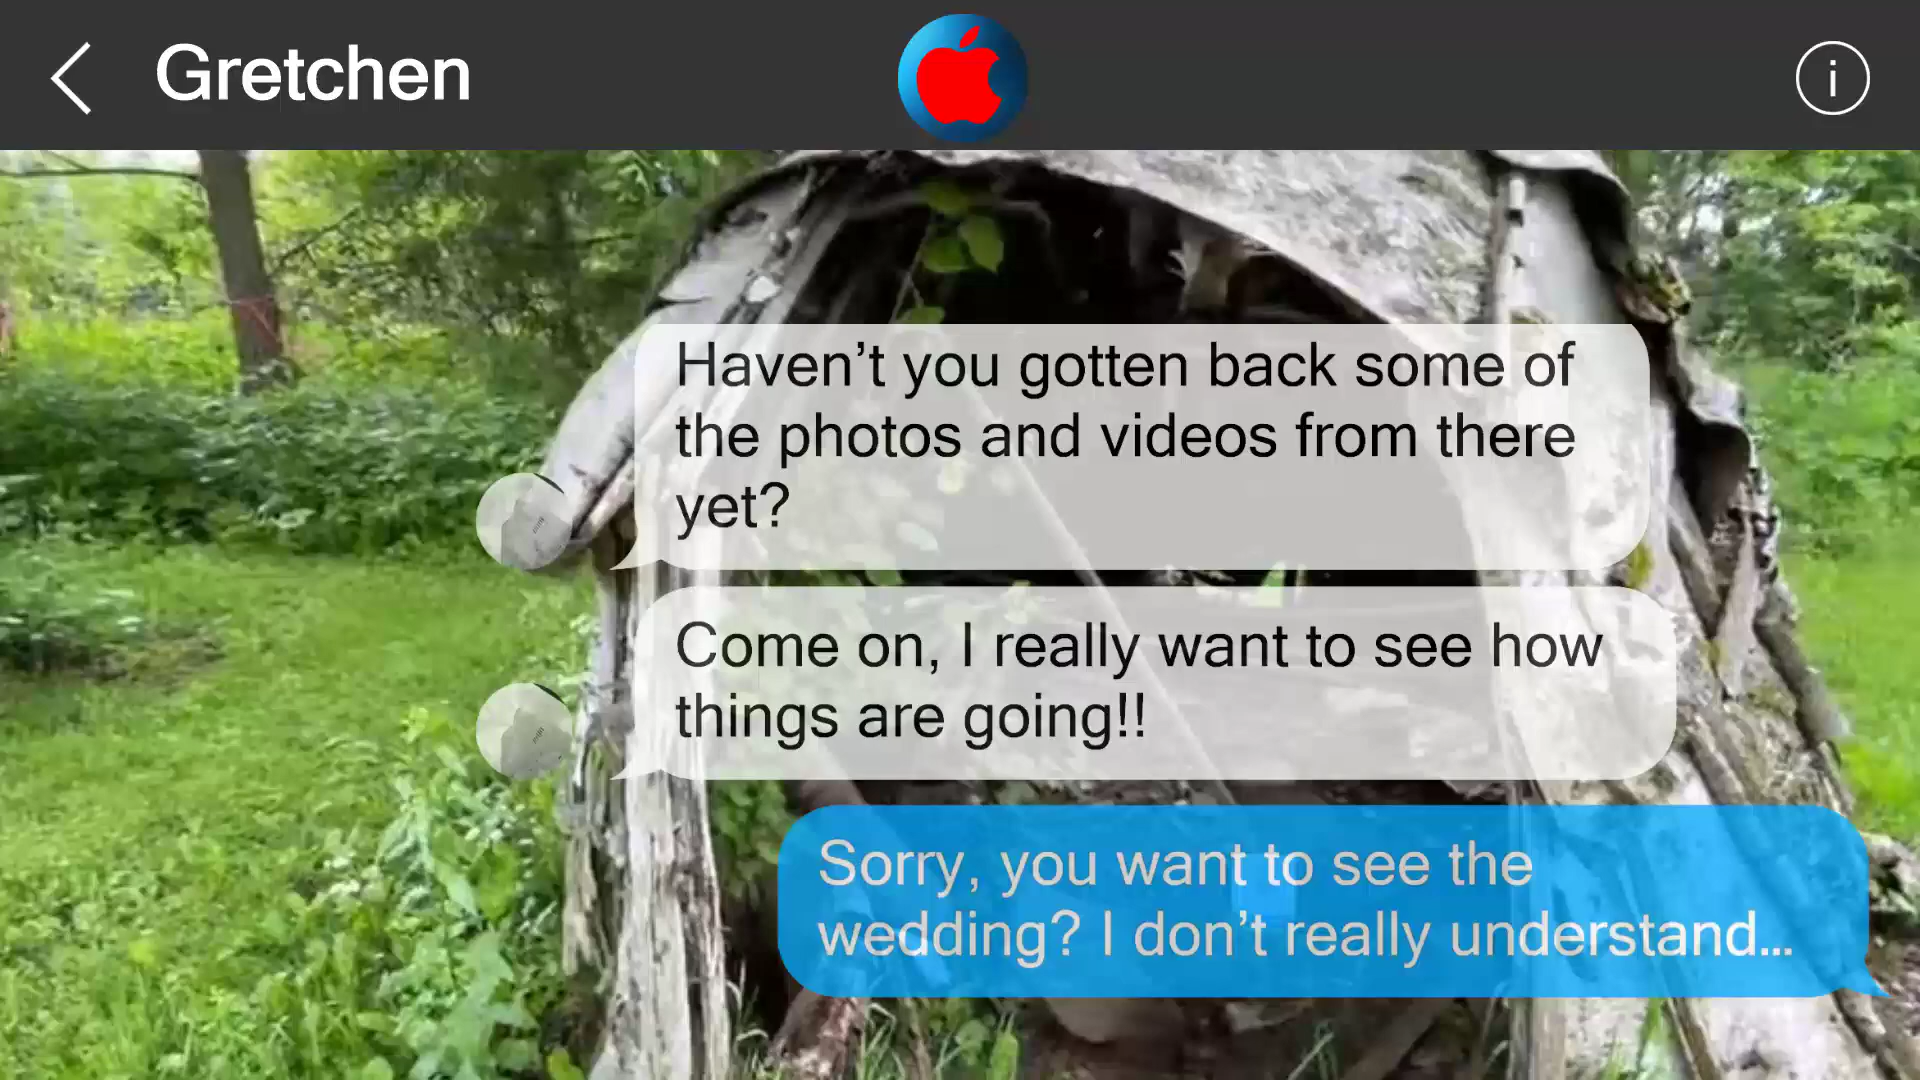 Gretchen
i
Haven’t you gotten back some of
the photos and videos from there
yet?
Come on, I really want to see how
things are going!!
Sorry, you want to see the
wedding? I don’t really understand...